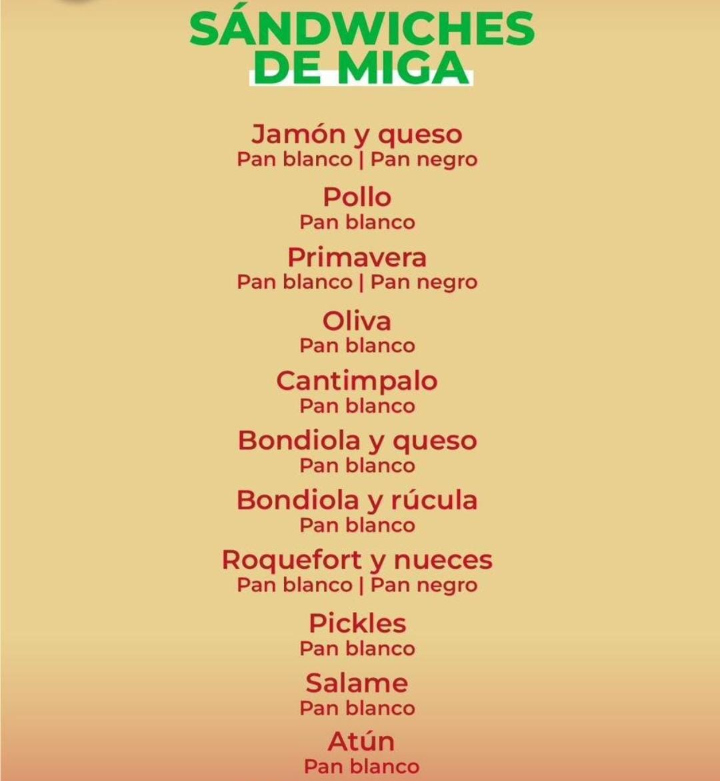 SÁNDWICHES
DE MIGA
Jamón y queso
Pan blanco | Pan negro
Pollo
Pan blanco
Primavera
Pan blanco | Pan negro
Oliva
Pan blanco
Cantimpalo
Pan blanco
Bondiola y queso
Pan blanco
Bondiola y rúcula
Pan blanco
Roquefort y nueces
Pan blanco | Pan negro
Pickles
Pan blanco
Salame
Pan blanco
Atún
Pan blanco